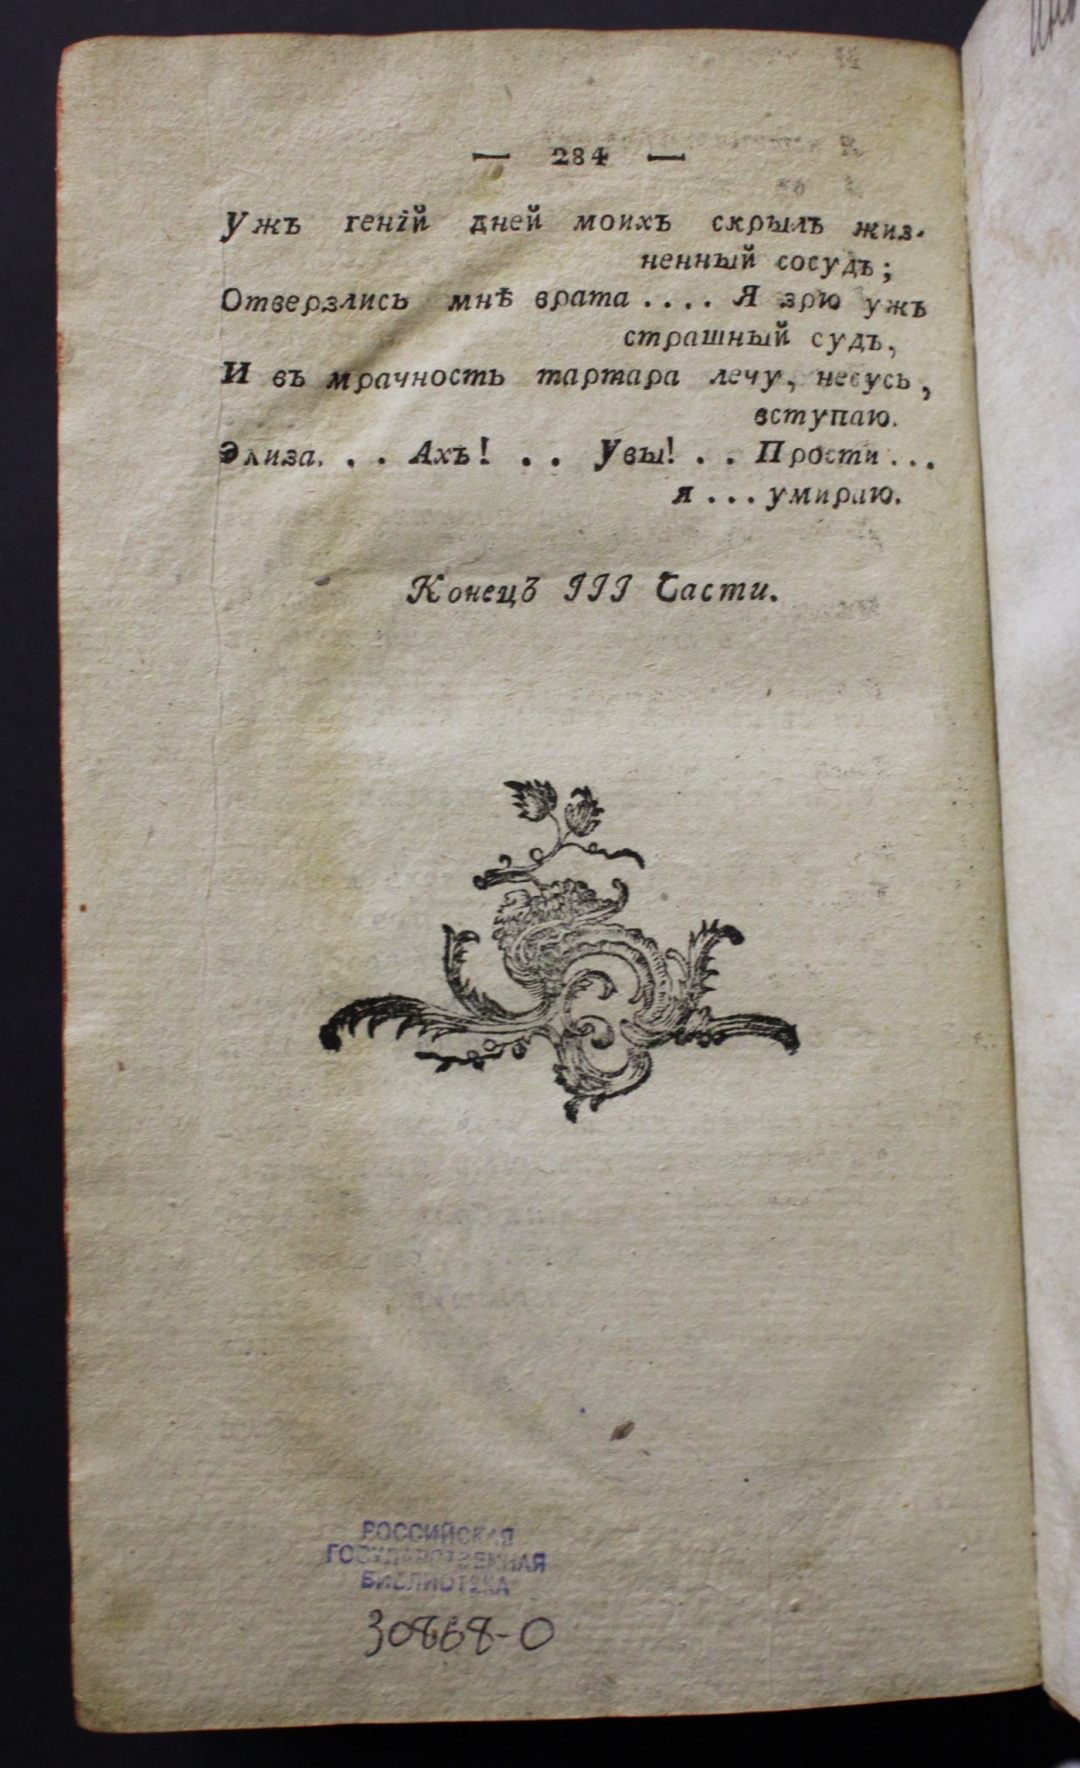 — 284 —
Ужъ геній дней моихъ скрылъ жиз-
ненный сосудъ;
Отверзлись мнѣ врата .... Я зрю ужъ
страшный судъ,
И въ мрачность тартара лечу, несусь,
вступаю.
Элиза. . . Ахъ! . . Увы! . . Прости ...
я ... умираю.
Конецъ III Части.
РОССИЙСКАЯ
ГОСУДАРСТВЕННАЯ
БИБЛИОТЕКА
30868-0